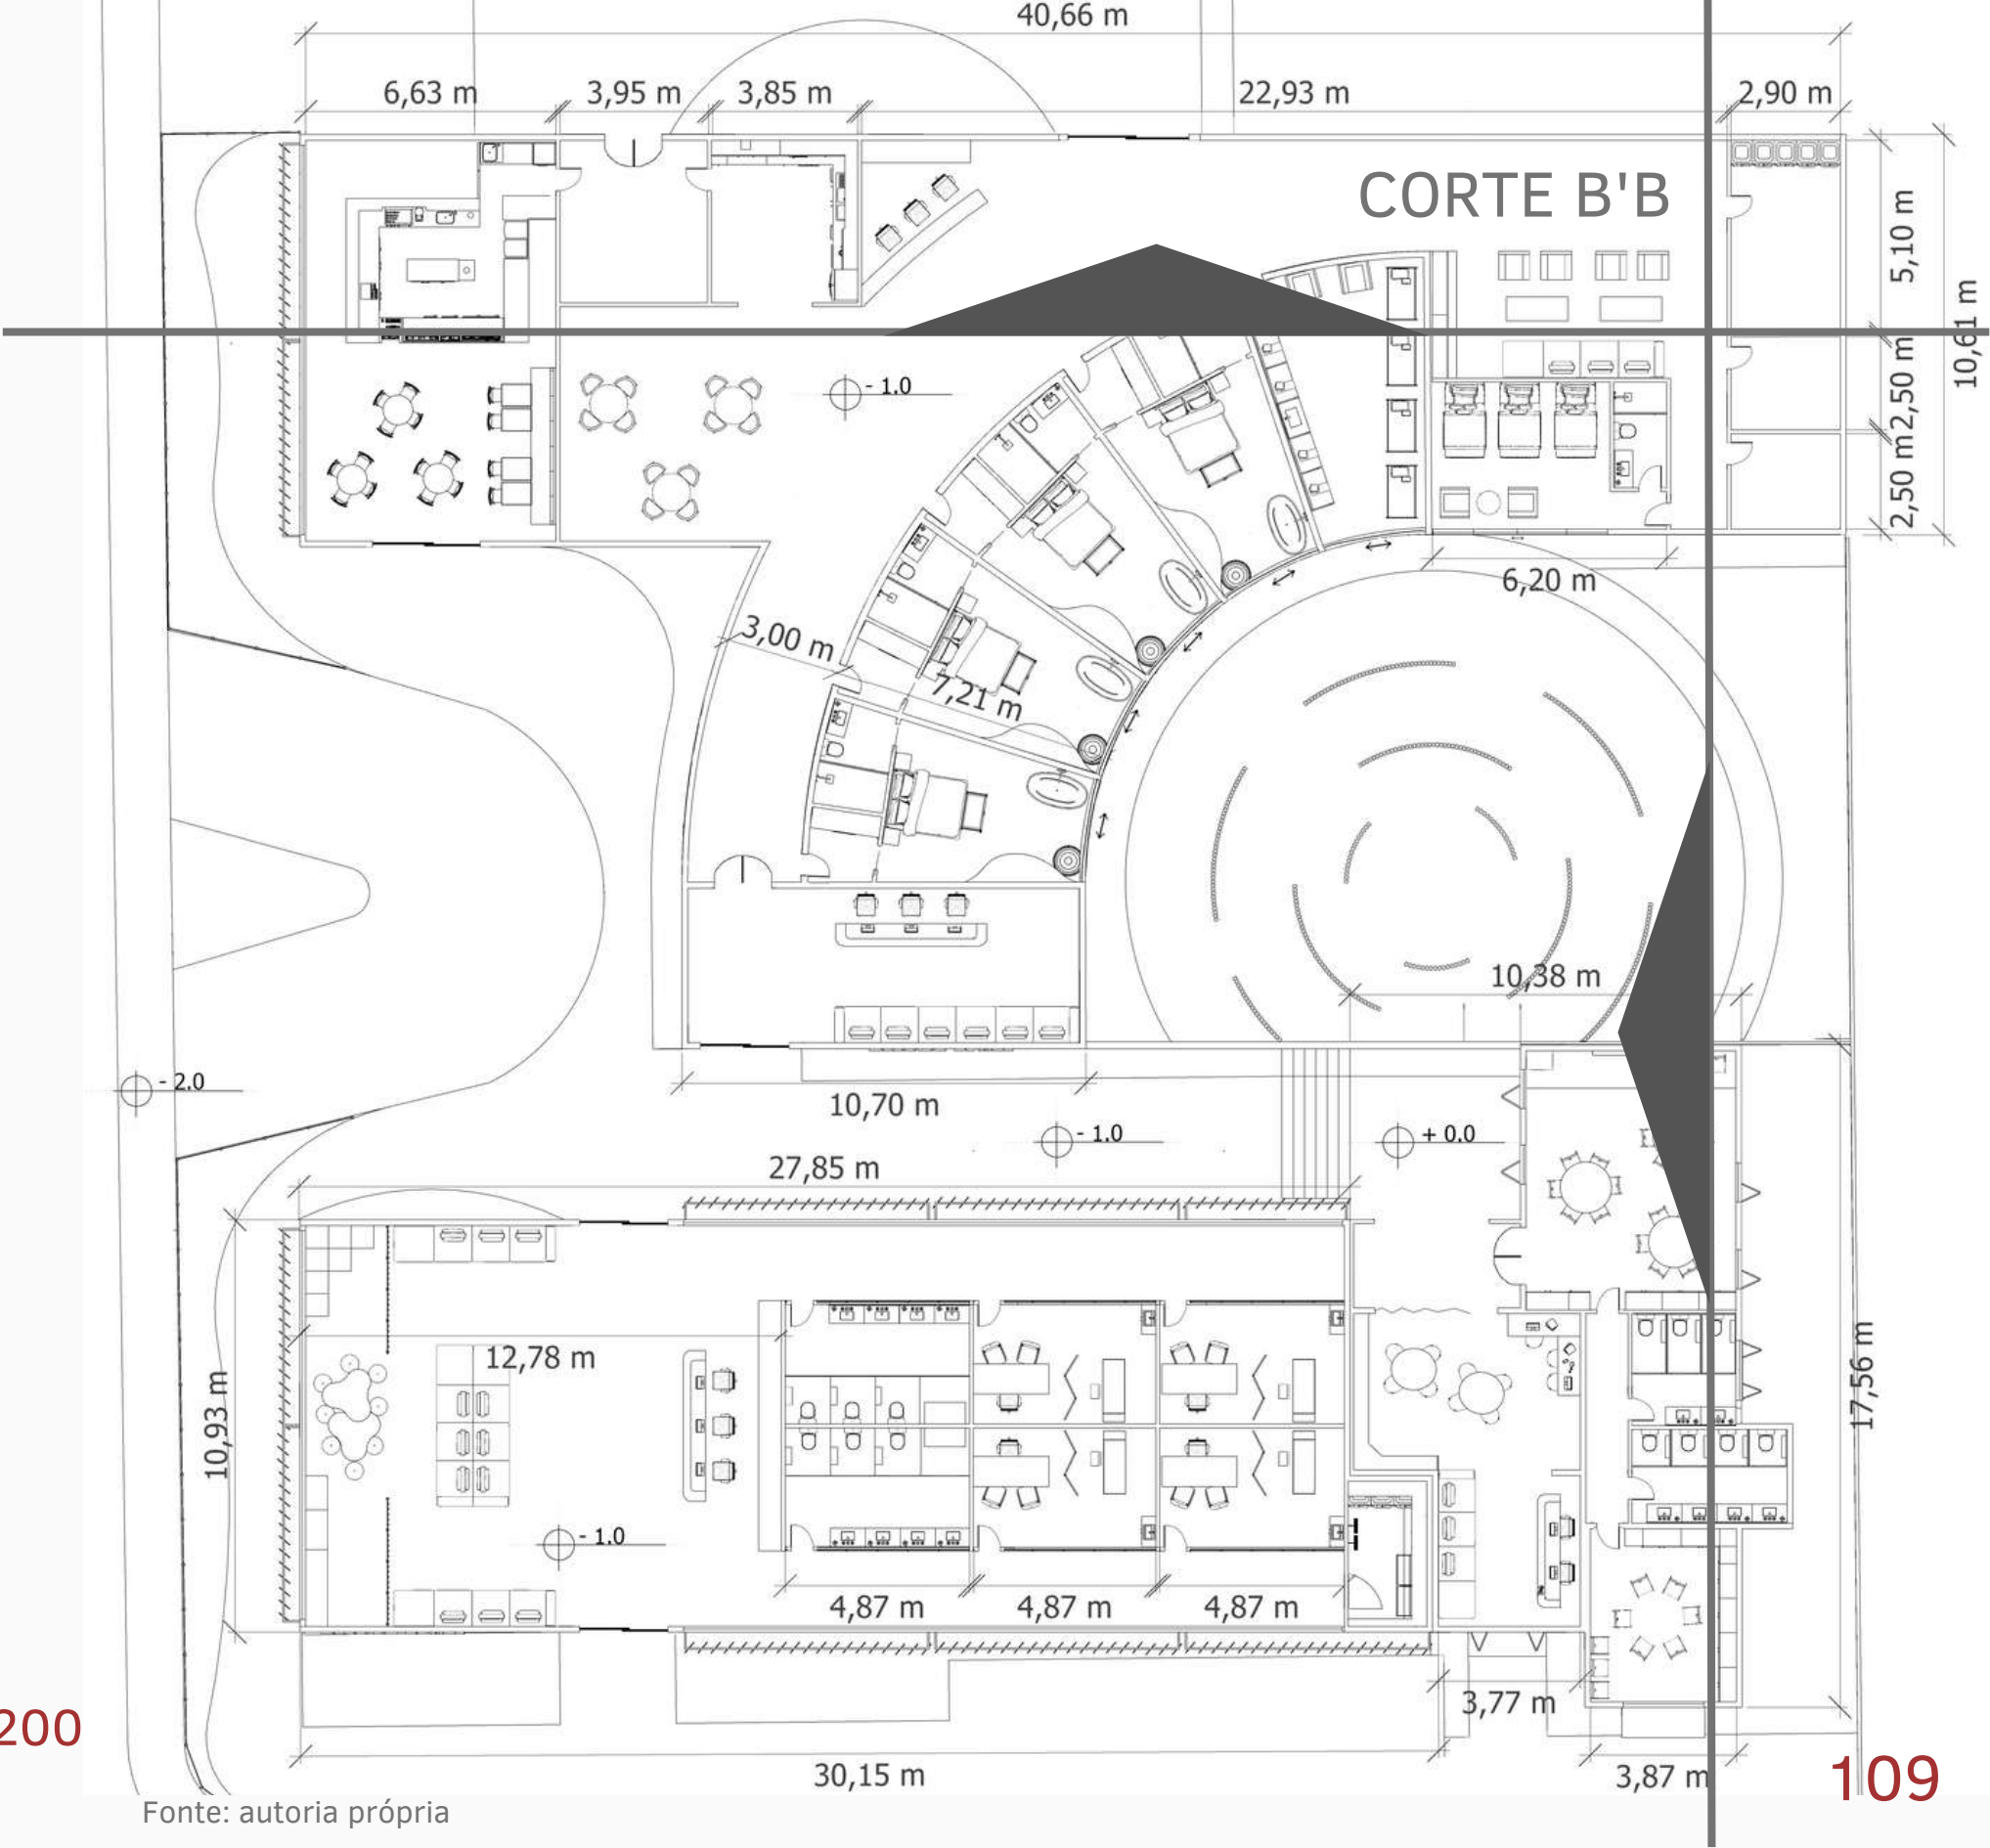 40,66 m
6,63 m
3,95 m
3,85 m
22,93 m
2,90 m
CORTE B'B
5,10 m
10,61 m
2,50 m
2,50 m
- 1.0
6,20 m
3,00 m
7,21 m
10,38 m
- 2.0
10,70 m
- 1.0
+ 0.0
27,85 m
12,78 m
10,93 m
17,56 m
- 1.0
4,87 m
4,87 m
4,87 m
3,77 m
200
30,15 m
3,87 m
109
Fonte: autoria própria